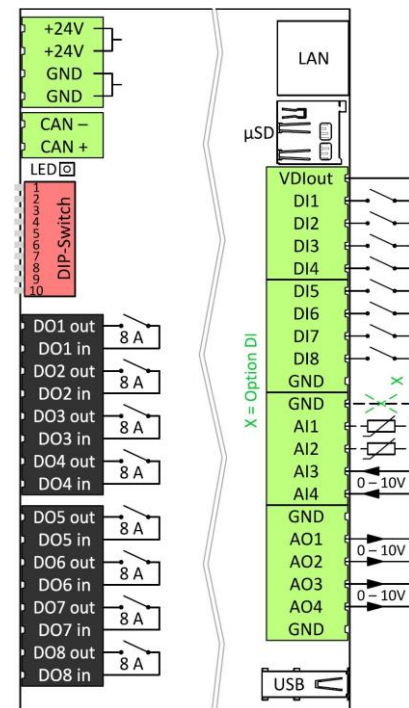 +24V
+24V
GND
GND
CAN –
CAN +
LED
1
2
3
4
5
6
7
8
9
10
DIP-Switch
DO1 out
8 A
DO1 in
DO2 out
8 A
DO2 in
DO3 out
8 A
DO3 in
DO4 out
8 A
DO4 in
DO5 out
8 A
DO5 in
DO6 out
8 A
DO6 in
DO7 out
8 A
DO7 in
DO8 out
8 A
DO8 in
LAN
µSD
VDIout
DI1
DI2
DI3
DI4
DI5
DI6
DI7
DI8
GND
X = Option DI
X
GND
AI1
AI2
AI3
0 – 10V
AI4
GND
AO1
0 – 10V
AO2
AO3
0 – 10V
AO4
GND
USB